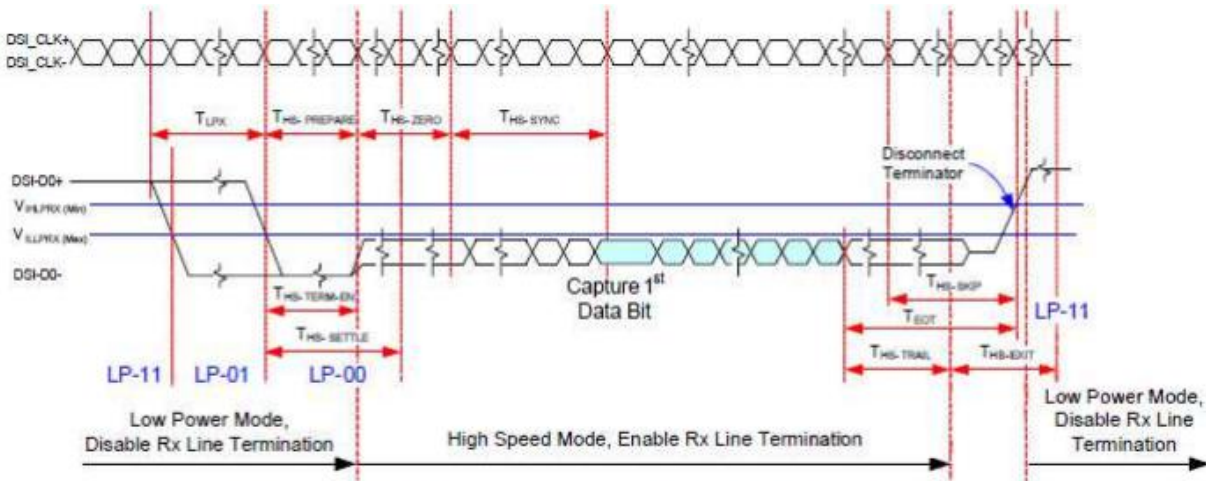 DSI_CLK+
DSI_CLK-
TLPX
THS- PREPARE
THS-ZERO
THS-SYNC
Disconnect
Terminator
DSI-D0+
VIHLPRX (Min)
VILLPRX (Max)
DSI-D0-
Capture 1st
Data Bit
THS-TERM-EN
THS- SETTLE
THS-SKIP
TEOT
THS-TRAIL
THS-EXIT
LP-11
LP-11
LP-01
LP-00
Low Power Mode,
Disable Rx Line Termination
High Speed Mode, Enable Rx Line Termination
Low Power Mode,
Disable Rx Line
Termination